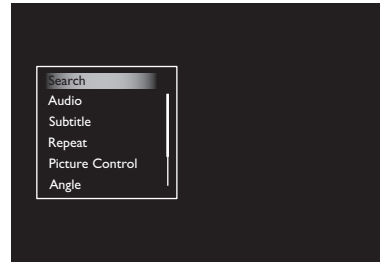 Search
Audio
Subtitle
Repeat
Picture Control
Angle